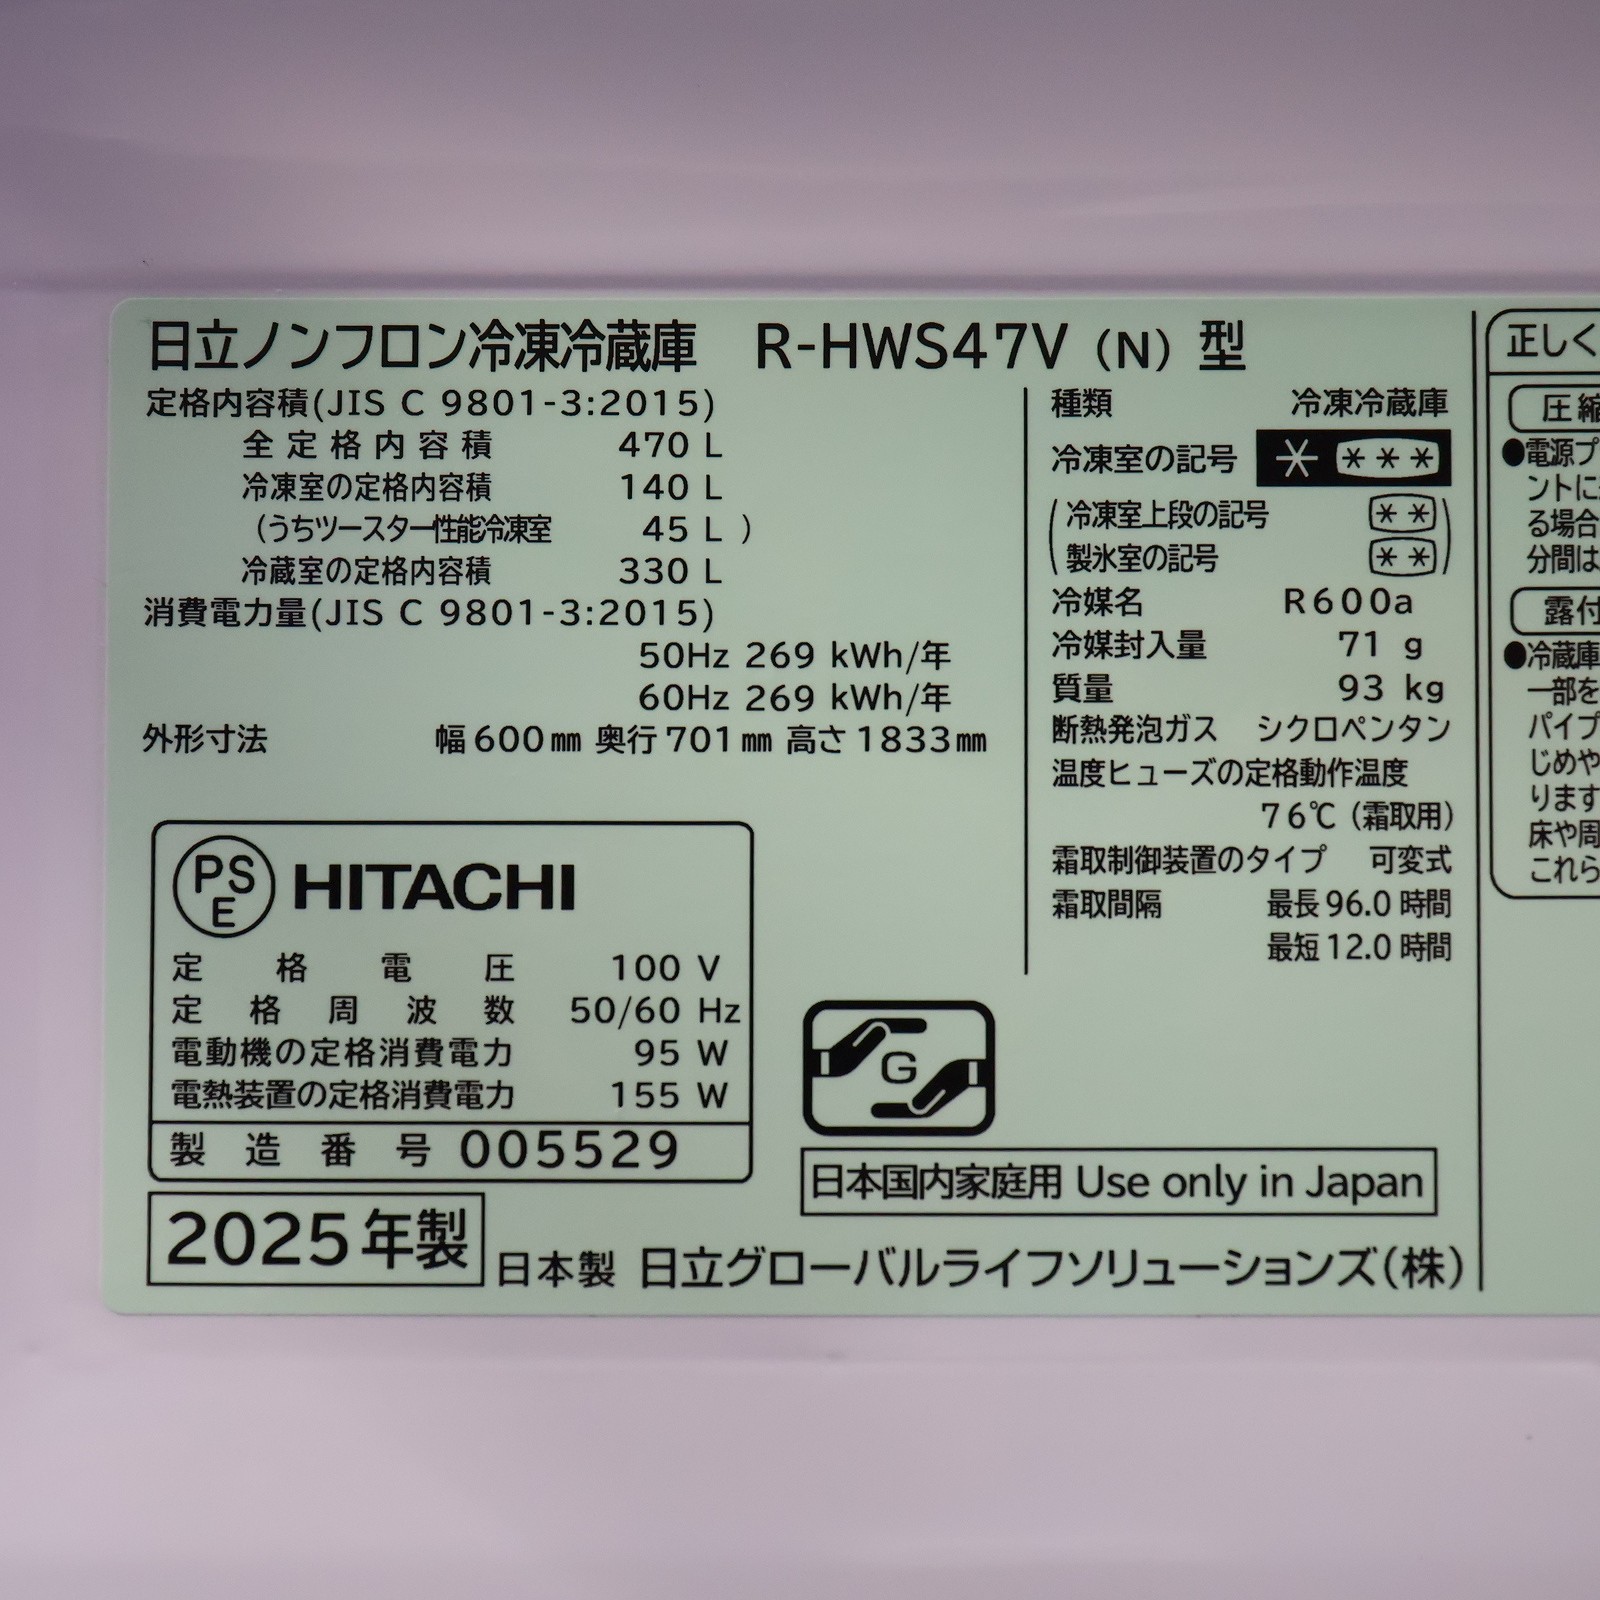 日立ノンフロン冷凍冷蔵庫 R-HWS47V (N) 型
定格内容積(JIS C 9801-3:2015)
全定格内容積 470 L
冷凍室の定格内容積 140 L
(うちツースター性能冷凍室 45 L )
冷蔵室の定格内容積 330 L
消費電力量(JIS C 9801-3:2015)
50Hz 269 kWh/年
60Hz 269 kWh/年
外形寸法 幅600㎜ 奥行701㎜ 高さ1833㎜
種類 冷凍冷蔵庫
冷凍室の記号 * ***
(冷凍室上段の記号 **
製氷室の記号 **)
冷媒名 R600a
冷媒封入量 71 g
質量 93 kg
断熱発泡ガス シクロペンタン
温度ヒューズの定格動作温度
76℃(霜取用)
霜取制御装置のタイプ 可変式
霜取間隔 最長96.0時間
最短12.0時間
PS
E
HITACHI
定格電圧 100 V
定格周波数 50/60 Hz
電動機の定格消費電力 95 W
電熱装置の定格消費電力 155 W
製造番号 005529
2025年製
日本製 日立グローバルライフソリューションズ(株)
G
日本国内家庭用 Use only in Japan
正しく
圧縮
●電源プ
ントに
る場合
分間は
露付
●冷蔵庫
一部を
パイプ
じめや
ります
床や周
これら